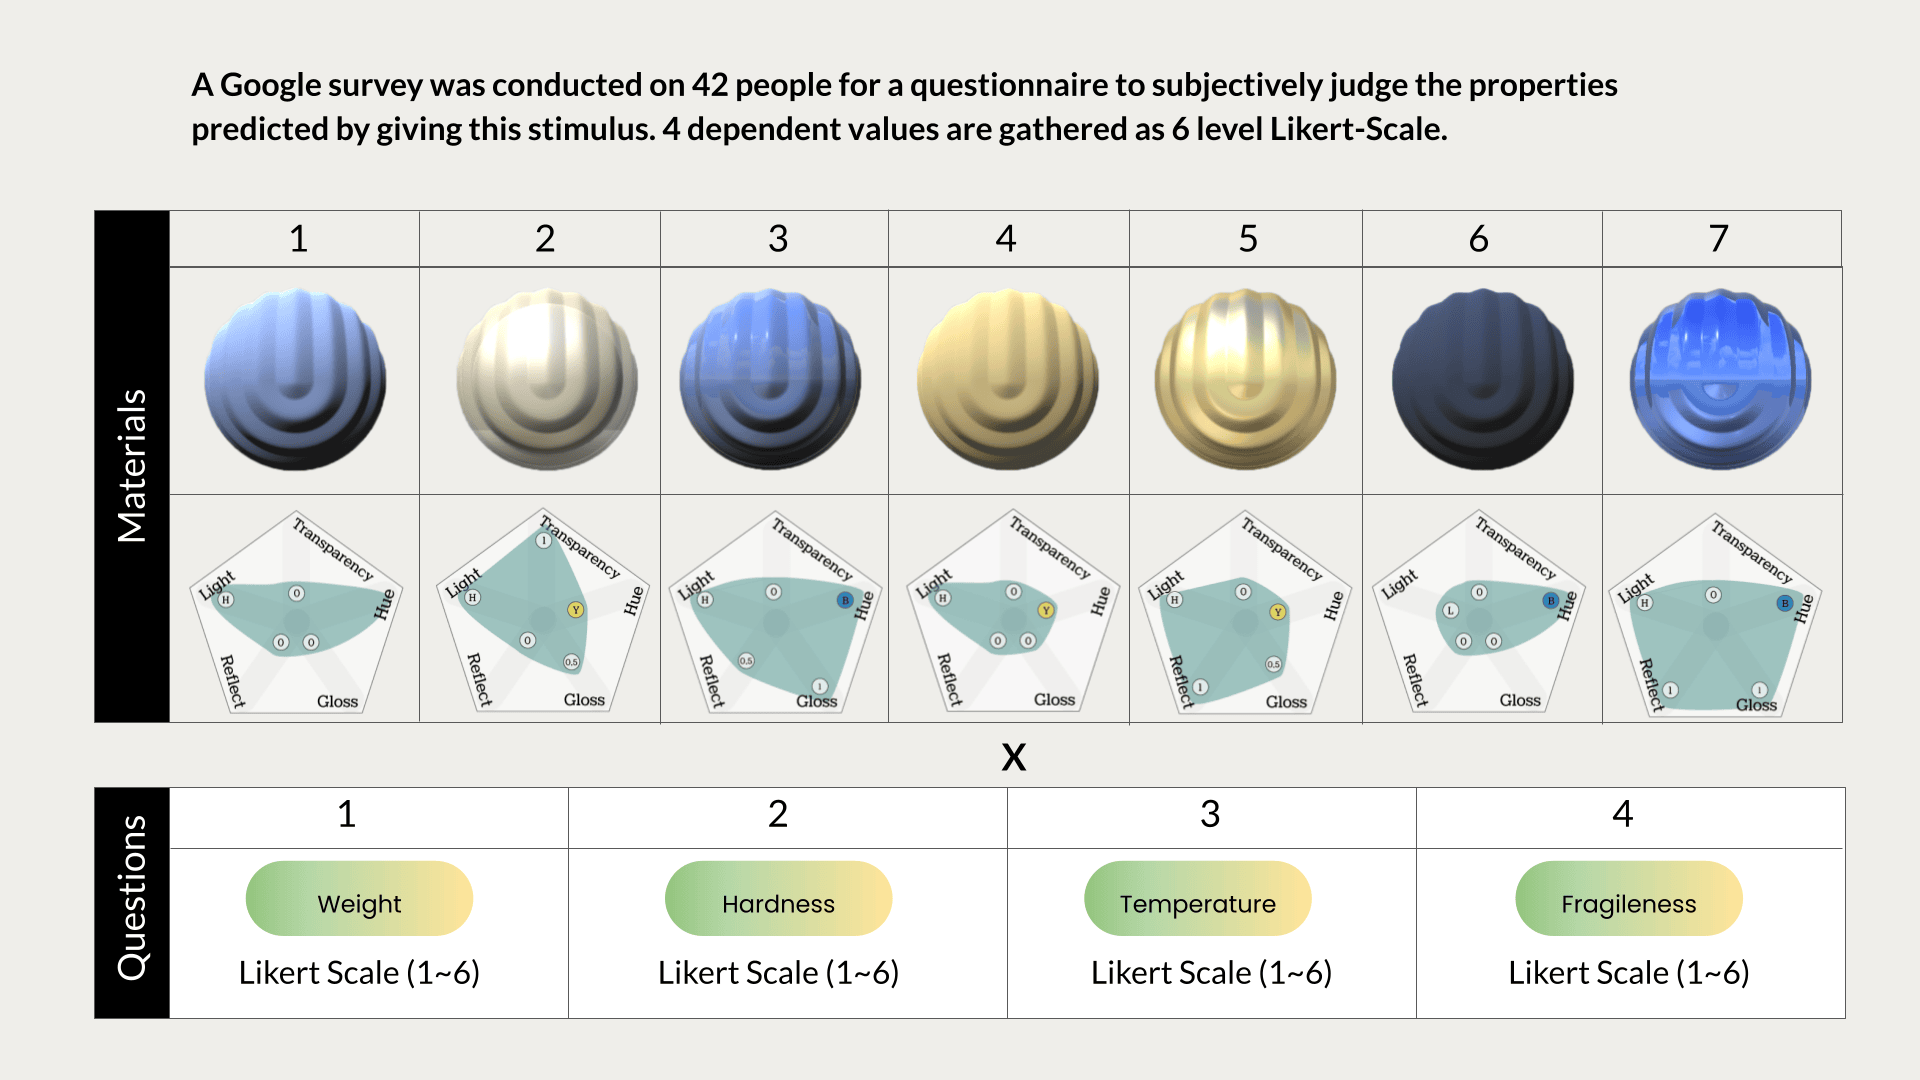 A Google survey was conducted on 42 people for a questionnaire to subjectively judge the properties
predicted by giving this stimulus. 4 dependent values are gathered as 6 level Likert-Scale.
Materials
1 2 3 4 5 6 7
Transparency
Light
H
0
Hue
0 0
Reflect
Gloss
Transparency
1
Light
H
Y
Hue
0
0.5
Reflect
Gloss
Transparency
Light
H
0
B
Hue
0.5
1
Reflect
Gloss
Transparency
Light
H
0
Y
Hue
0 0
Reflect
Gloss
Transparency
Light
H
0
Y
Hue
0.5
1
Reflect
Gloss
Transparency
Light
L
0
B
Hue
0 0
Reflect
Gloss
Transparency
Light
H
0
B
Hue
1 1
Reflect
Gloss
X
Questions
1 2 3 4
Weight Hardness Temperature Fragileness
Likert Scale (1~6) Likert Scale (1~6) Likert Scale (1~6) Likert Scale (1~6)